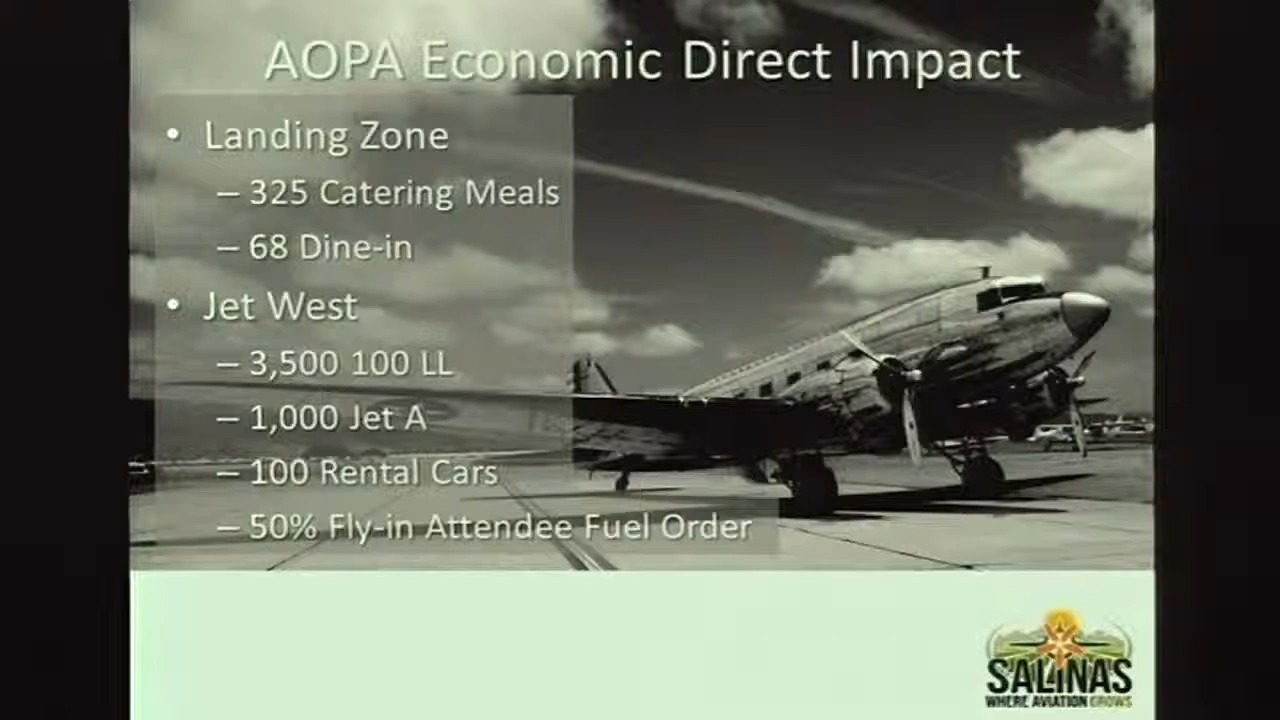 AOPA Economic Direct Impact
• Landing Zone
– 325 Catering Meals
– 68 Dine-in
• Jet West
– 3,500 100 LL
– 1,000 Jet A
– 100 Rental Cars
– 50% Fly-in Attendee Fuel Order
SALINAS
WHERE AVIATION GROWS